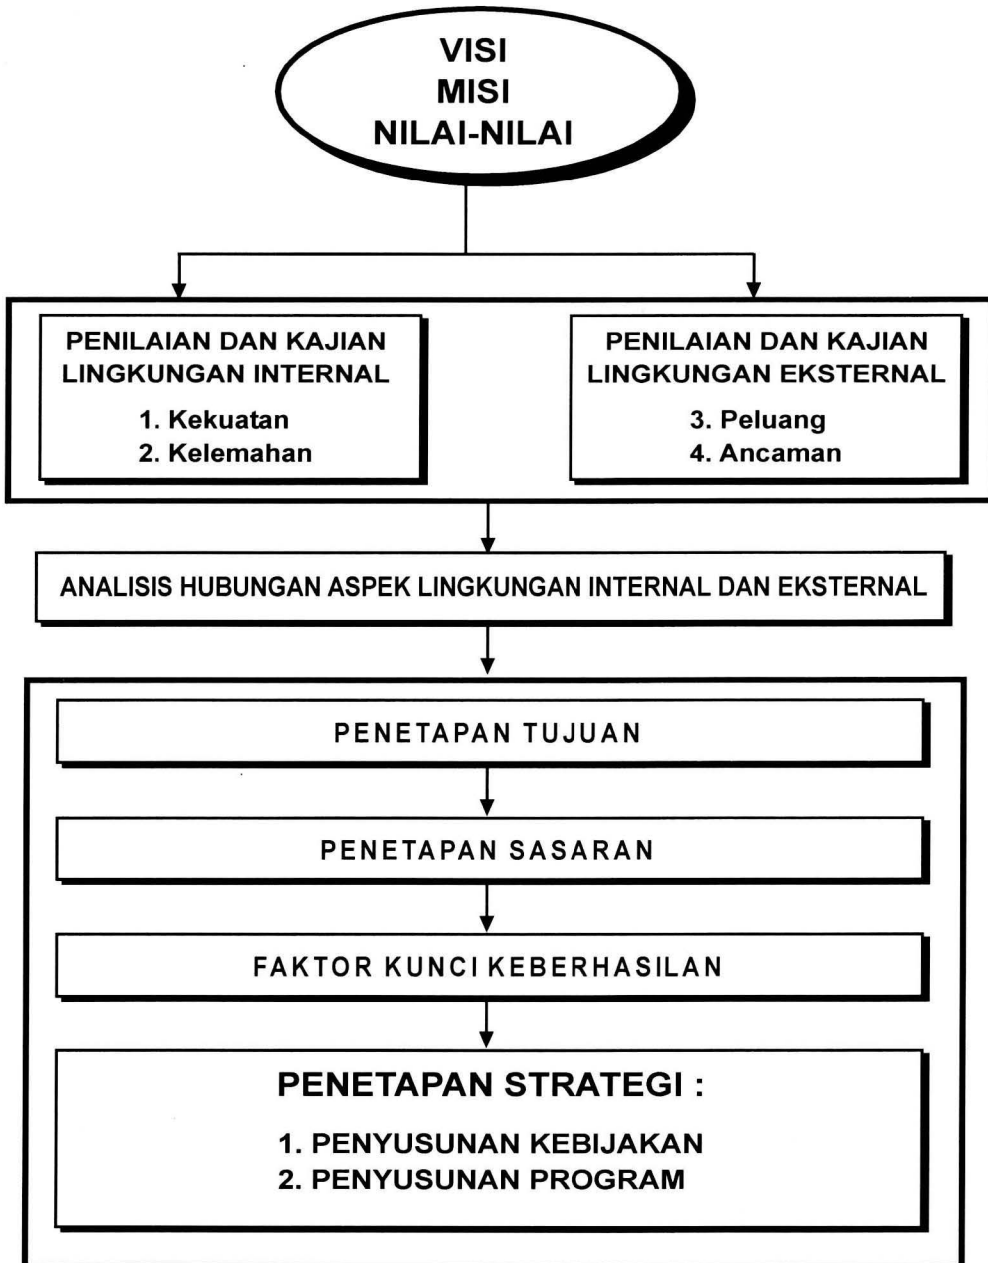 VISI
MISI
NILAI-NILAI
PENILAIAN DAN KAJIAN
LINGKUNGAN INTERNAL
1. Kekuatan
2. Kelemahan
PENILAIAN DAN KAJIAN
LINGKUNGAN EKSTERNAL
3. Peluang
4. Ancaman
ANALISIS HUBUNGAN ASPEK LINGKUNGAN INTERNAL DAN EKSTERNAL
PENETAPAN TUJUAN
PENETAPAN SASARAN
FAKTOR KUNCI KEBERHASILAN
PENETAPAN STRATEGI :
1. PENYUSUNAN KEBIJAKAN
2. PENYUSUNAN PROGRAM